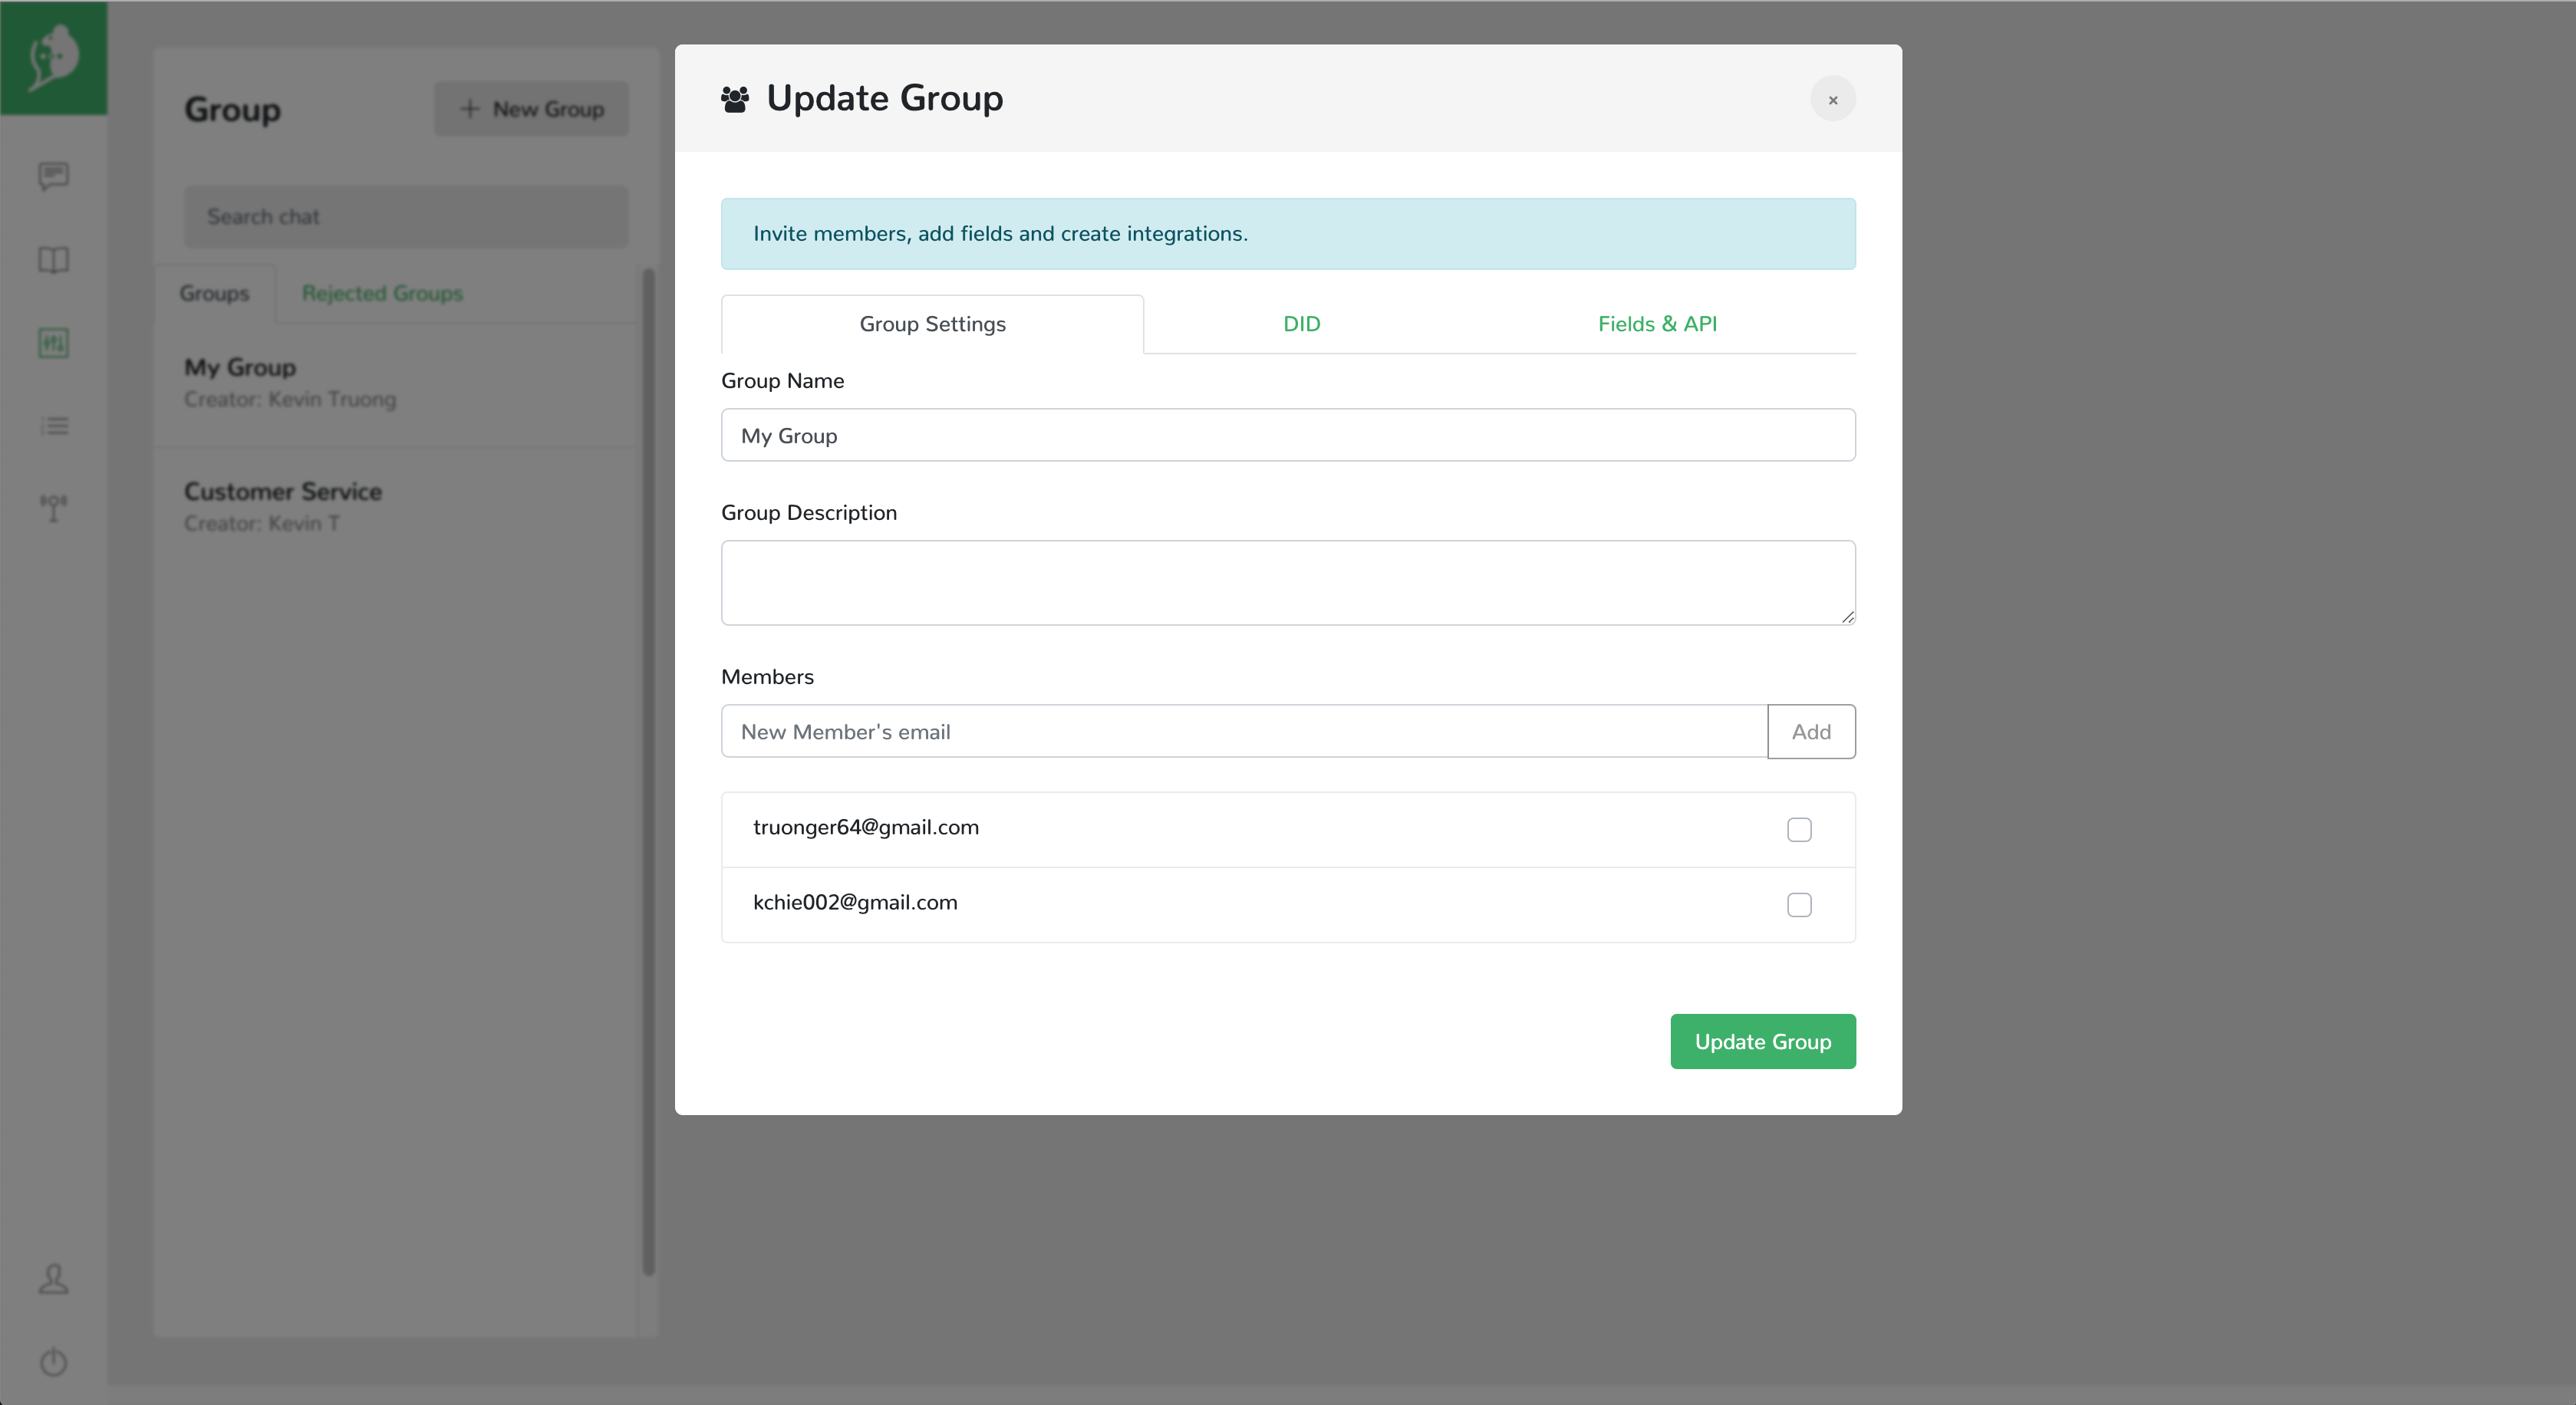 Group
New Group
Search chat
Groups
Rejected Groups
My Group
Creator: Kevin Truong
Customer Service
Creator: Kevin T
Update Group
×
Invite members, add fields and create integrations.
Group Settings
DID
Fields & API
Group Name
My Group
Group Description
Members
New Member's email
Add
truonger64@gmail.com
kchie002@gmail.com
Update Group